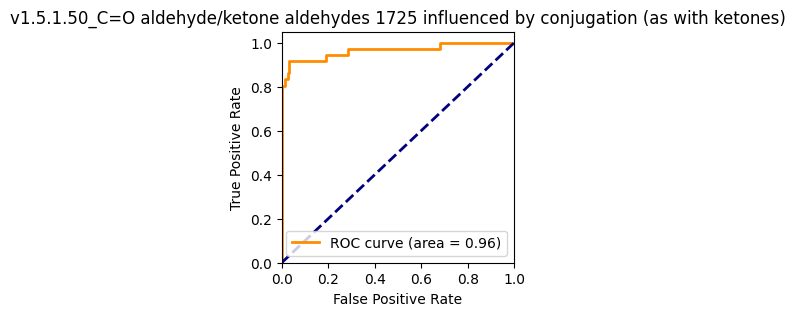 v1.5.1.50_C=O aldehyde/ketone aldehydes 1725 influenced by conjugation (as with ketones)
1.0
0.8
0.6
0.4
0.2
0.0
True Positive Rate
ROC curve (area = 0.96)
0.0 0.2 0.4 0.6 0.8 1.0
False Positive Rate